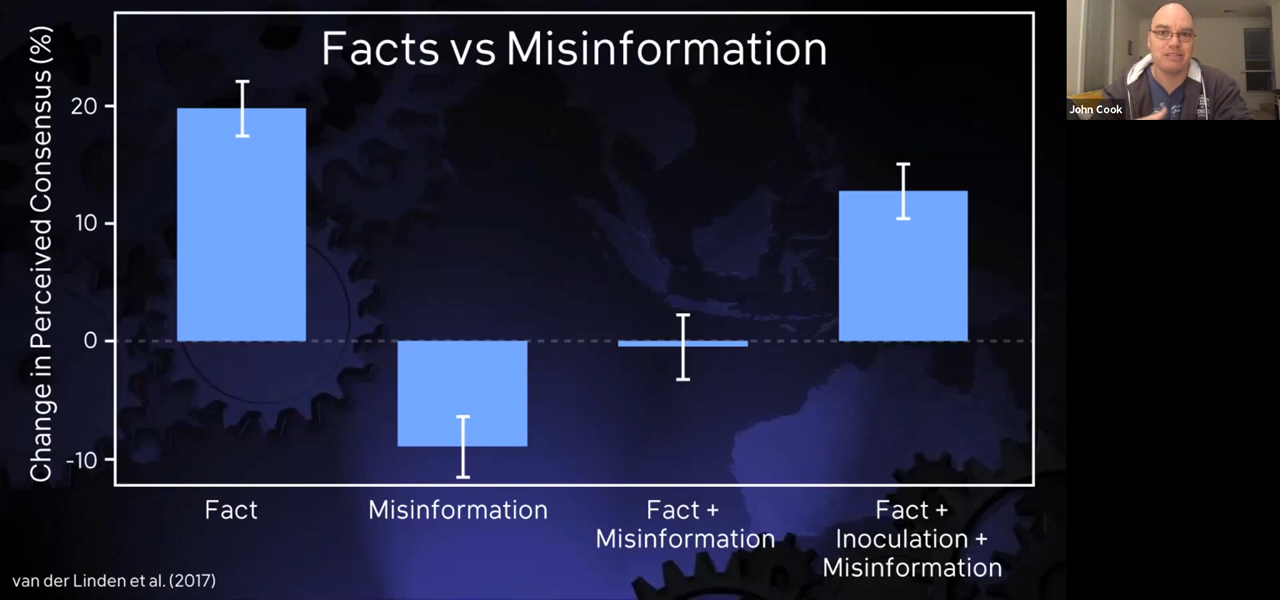 Facts vs Misinformation
Change in Perceived Consensus (%)
20
10
0
-10
Fact
Misinformation
Fact +
Misinformation
Fact +
Inoculation +
Misinformation
van der Linden et al. (2017)
John Cook